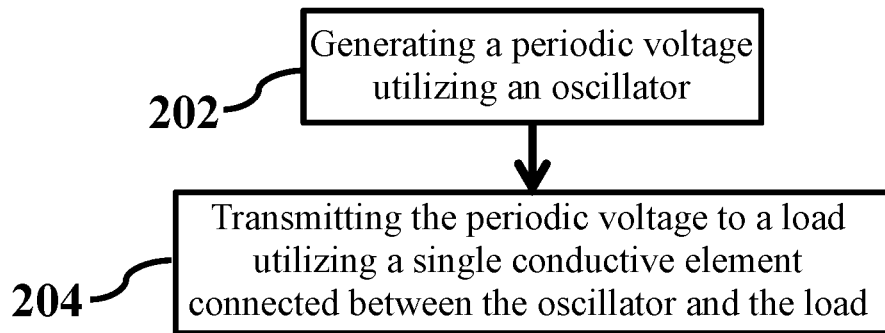 Generating a periodic voltage
utilizing an oscillator
202
Transmitting the periodic voltage to a load
utilizing a single conductive element
connected between the oscillator and the load
204